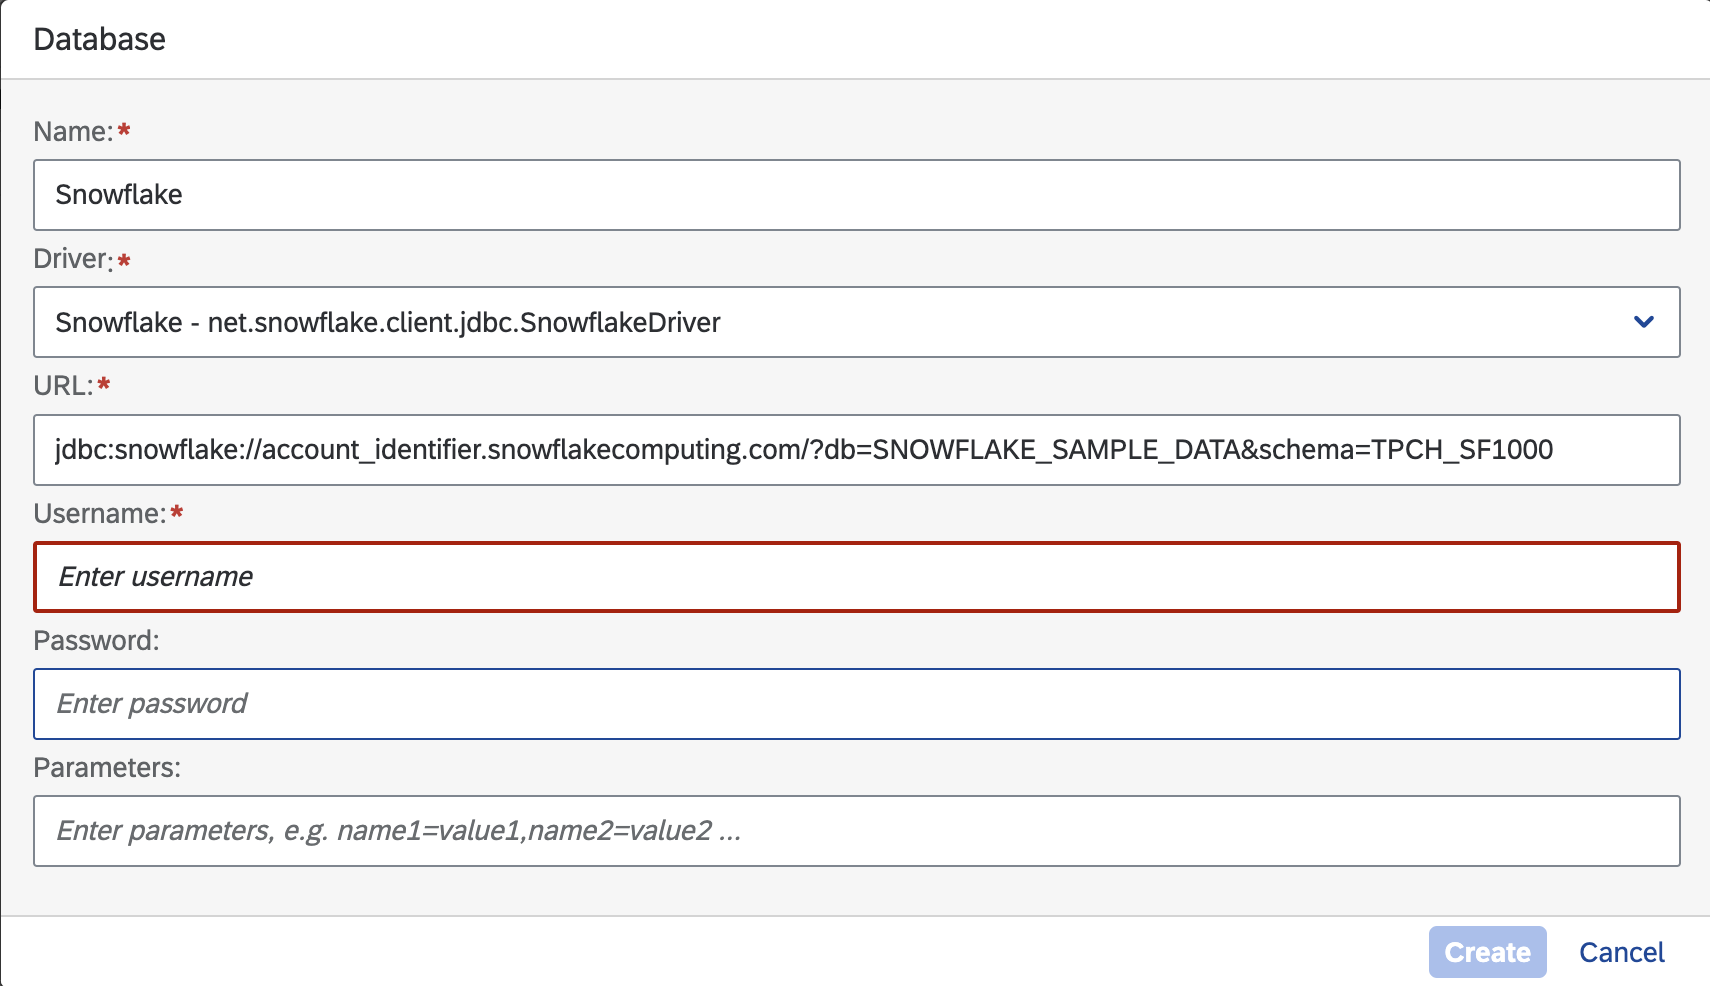 Database
Name:*
Snowflake
Driver:*
Snowflake - net.snowflake.client.jdbc.SnowflakeDriver
URL:*
jdbc:snowflake://account_identifier.snowflakecomputing.com/?db=SNOWFLAKE_SAMPLE_DATA&schema=TPCH_SF1000
Username:*
Enter username
Password:
Enter password
Parameters:
Enter parameters, e.g. name1=value1,name2=value2 ...
Create Cancel